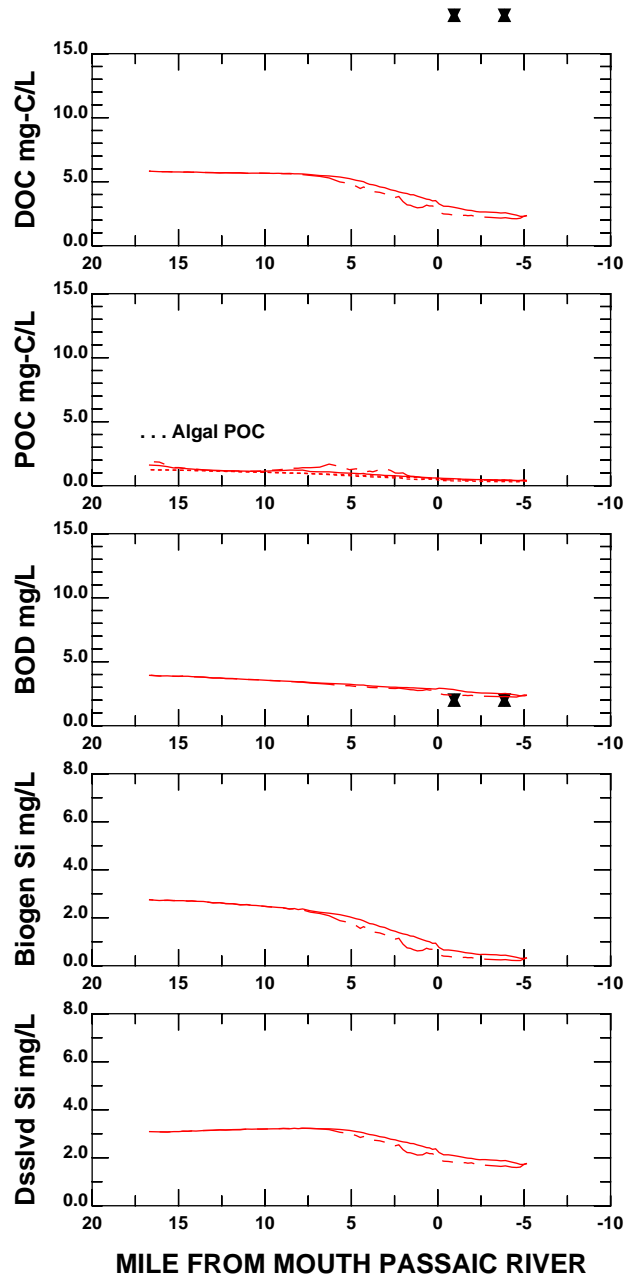 15.0
10.0
5.0
0.0
DOC mg-C/L
20 15 10 5 0 -5 -10
15.0
10.0
5.0
0.0
POC mg-C/L
. . . Algal POC
20 15 10 5 0 -5 -10
15.0
10.0
5.0
0.0
BOD mg/L
20 15 10 5 0 -5 -10
8.0
6.0
4.0
2.0
0.0
Biogen Si mg/L
20 15 10 5 0 -5 -10
8.0
6.0
4.0
2.0
0.0
Dsslvd Si mg/L
20 15 10 5 0 -5 -10
MILE FROM MOUTH PASSAIC RIVER